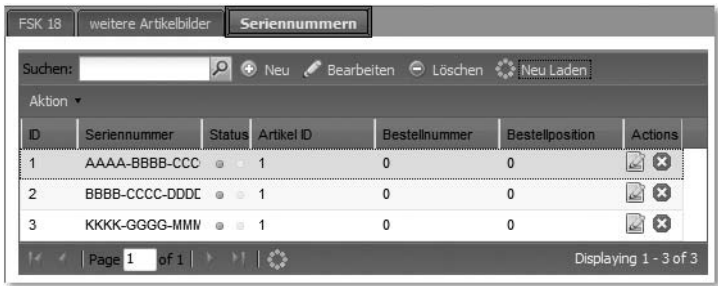 FSK 18 weitere Artikelbilder Seriennummern
Suchen: Neu Bearbeiten Löschen Neu Laden
Aktion
ID Seriennummer Status Artikel ID Bestellnummer Bestellposition Actions
1 AAAA-BBBB-CCC 1 0 0
2 BBBB-CCCC-DDDD 1 0 0
3 KKKK-GGGG-MMM 1 0 0
Page 1 of 1 Displaying 1 - 3 of 3